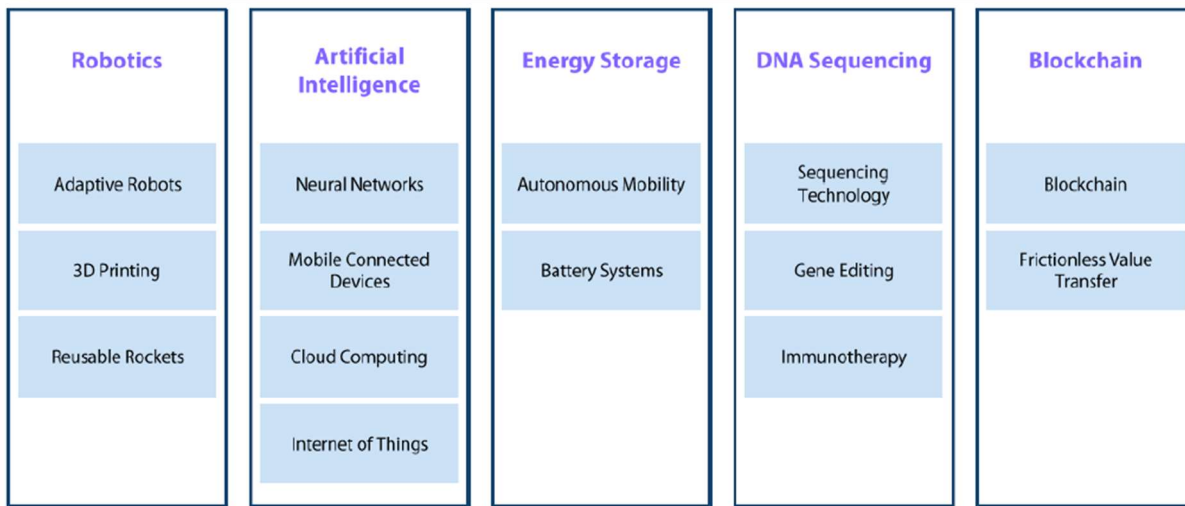 Robotics
Adaptive Robots
3D Printing
Reusable Rockets
Artificial
Intelligence
Neural Networks
Mobile Connected
Devices
Cloud Computing
Internet of Things
Energy Storage
Autonomous Mobility
Battery Systems
DNA Sequencing
Sequencing
Technology
Gene Editing
Immunotherapy
Blockchain
Blockchain
Frictionless Value
Transfer